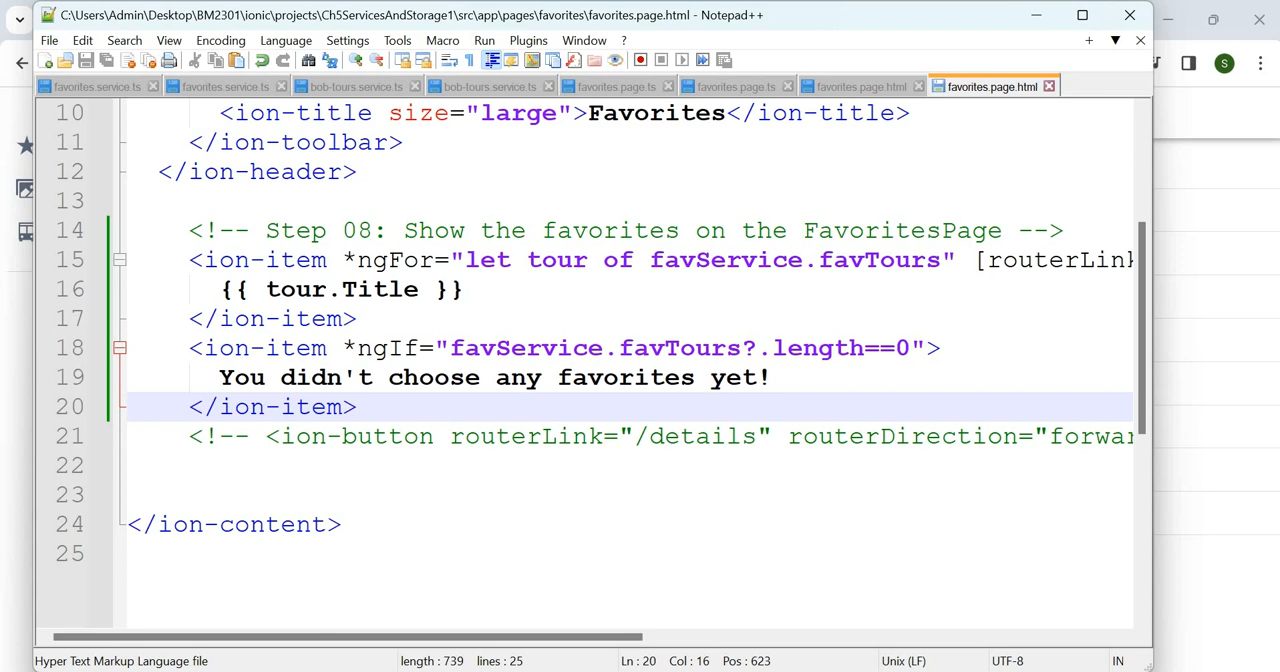 C:\Users\Admin\Desktop\BM2301\ionic\projects\Ch5ServicesAndStorage1\src\app\pages\favorites\favorites.page.html - Notepad++
File Edit Search View Encoding Language Settings Tools Macro Run Plugins Window ?
favorites.service.ts favorites.service.ts bob-tours.service.ts bob-tours.service.ts favorites.page.ts favorites.page.ts favorites.page.html favorites.page.html
S
10 <ion-title size="large">Favorites</ion-title>
11 </ion-toolbar>
12 </ion-header>
13
14 <!-- Step 08: Show the favorites on the FavoritesPage -->
15 <ion-item *ngFor="let tour of favService.favTours" [routerLink
16 {{ tour.Title }}
17 </ion-item>
18 <ion-item *ngIf="favService.favTours?.length==0">
19 You didn't choose any favorites yet!
20 </ion-item>
21 <!-- <ion-button routerLink="/details" routerDirection="forwar
22
23
24 </ion-content>
25
Hyper Text Markup Language file length : 739 lines : 25 Ln : 20 Col : 16 Pos : 623 Unix (LF) UTF-8 IN